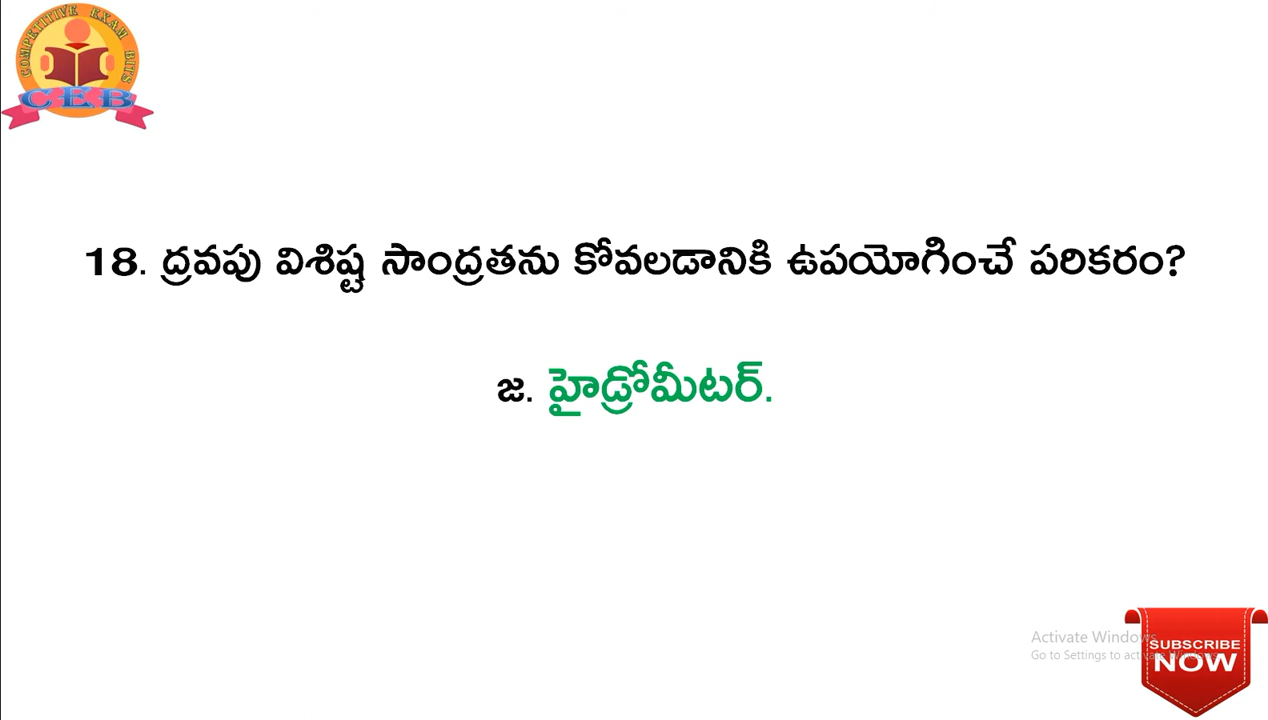 COMPETITIVE EXAM BITS
CEB
18. ద్రవపు విశిష్ట సాంద్రతను కోవలడానికి ఉపయోగించే పరికరం?
జ. హైడ్రోమీటర్.
Activate Windows
Go to Settings to activate Windows.
SUBSCRIBE
NOW